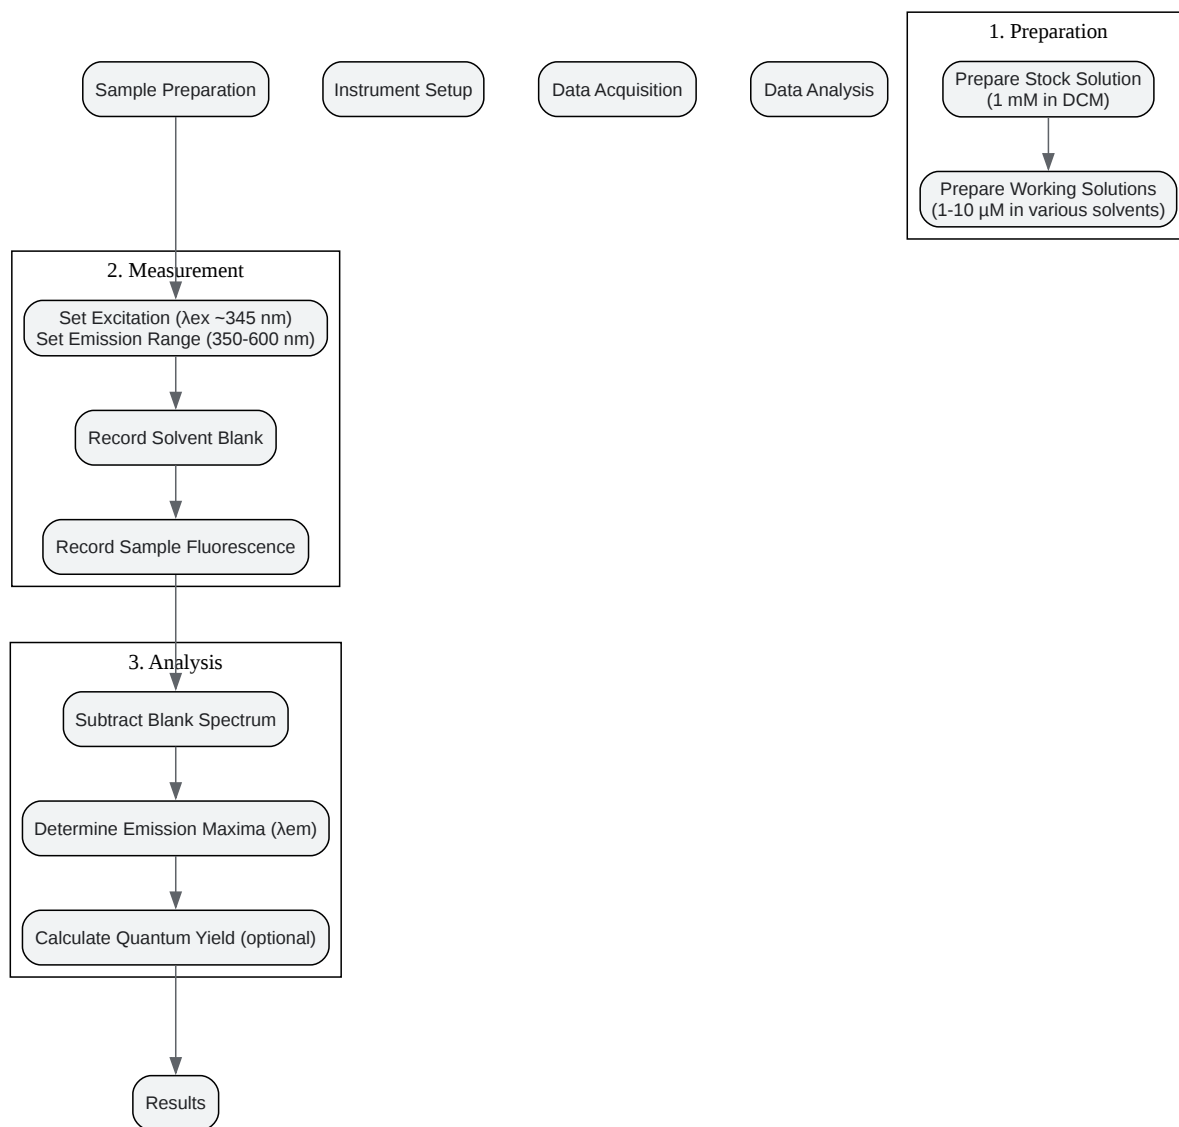 1. Preparation
Sample Preparation
Instrument Setup
Data Acquisition
Data Analysis
Prepare Stock Solution
(1 mM in DCM)
Prepare Working Solutions
(1-10 µM in various solvents)
2. Measurement
Set Excitation (λex ~345 nm)
Set Emission Range (350-600 nm)
Record Solvent Blank
Record Sample Fluorescence
3. Analysis
Subtract Blank Spectrum
Determine Emission Maxima (λem)
Calculate Quantum Yield (optional)
Results